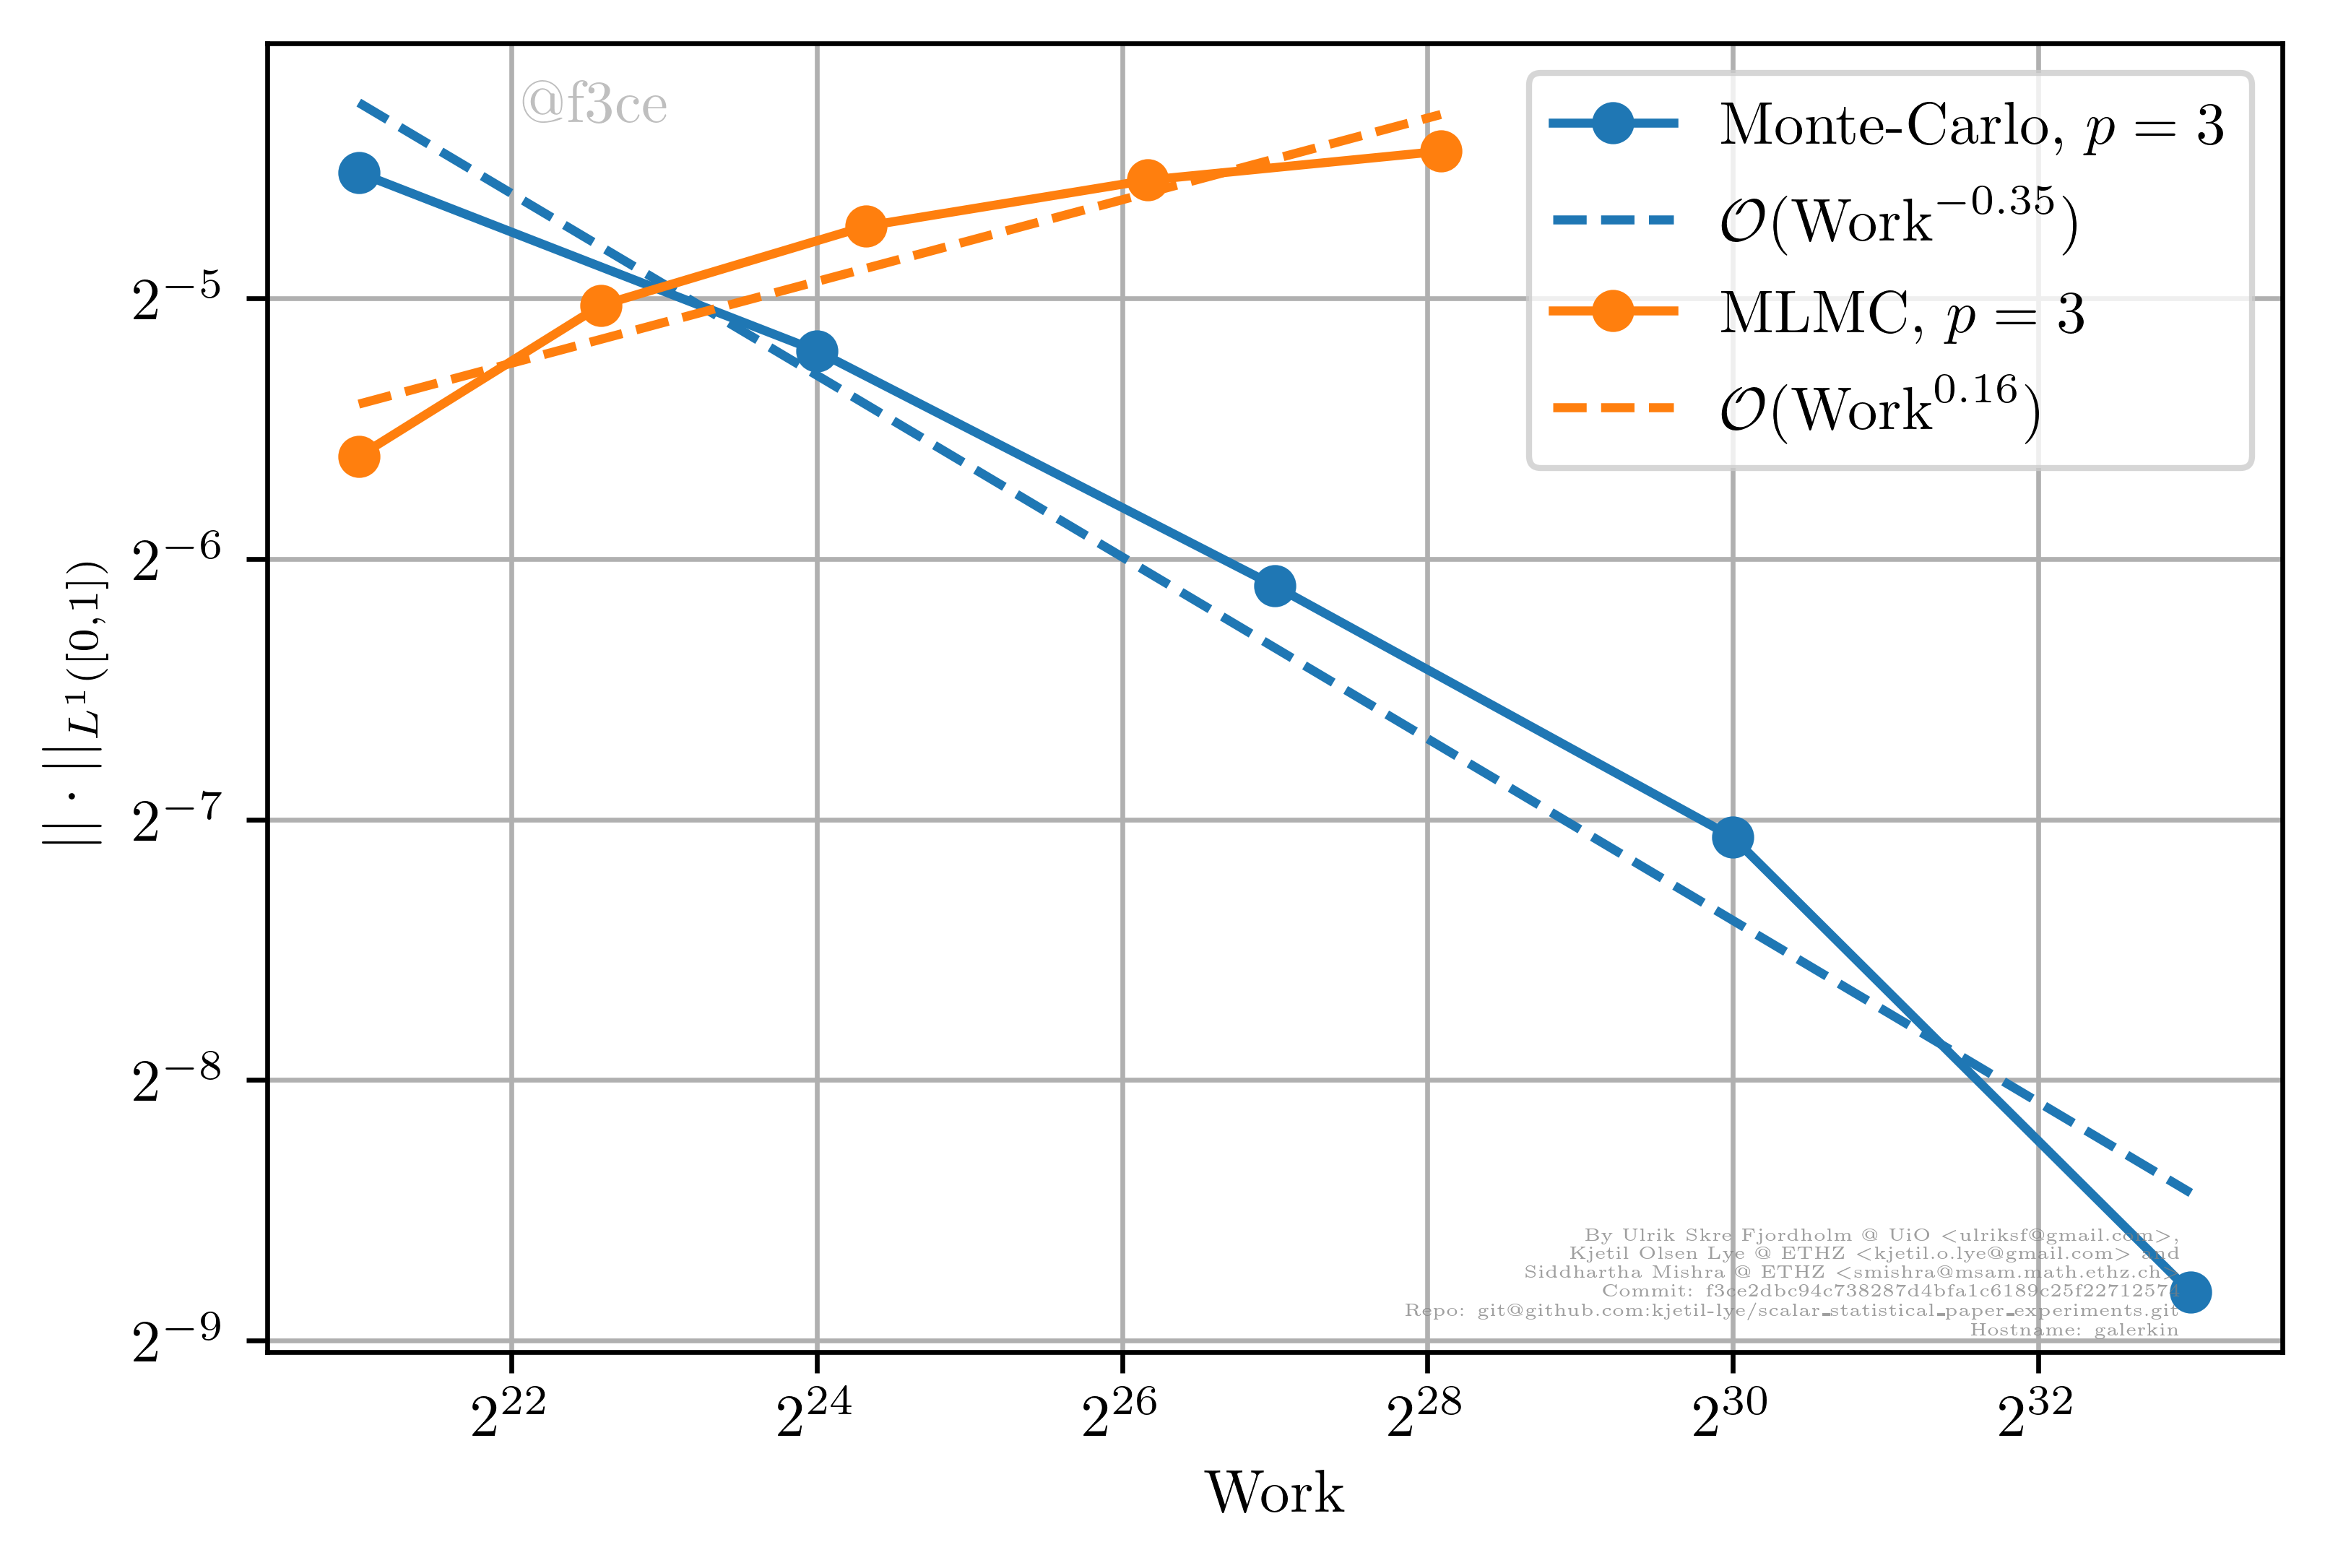 @f3ce
Monte-Carlo, p = 3
𝒪(Work^−0.35)
MLMC, p = 3
𝒪(Work^0.16)
2^−5
2^−6
2^−7
2^−8
2^−9
|| · ||_L^1([0,1])
2^22 2^24 2^26 2^28 2^30 2^32
Work
By Ulrik Skre Fjordholm @ UiO <ulriksf@gmail.com>,
Kjetil Olsen Lye @ ETHZ <kjetil.o.lye@gmail.com> and
Siddhartha Mishra @ ETHZ <smishra@msam.math.ethz.ch>
Commit:
Repo: git@github.com:kjetil-lye/scalar_statistical_paper_experiments.git
Hostname: galerkin